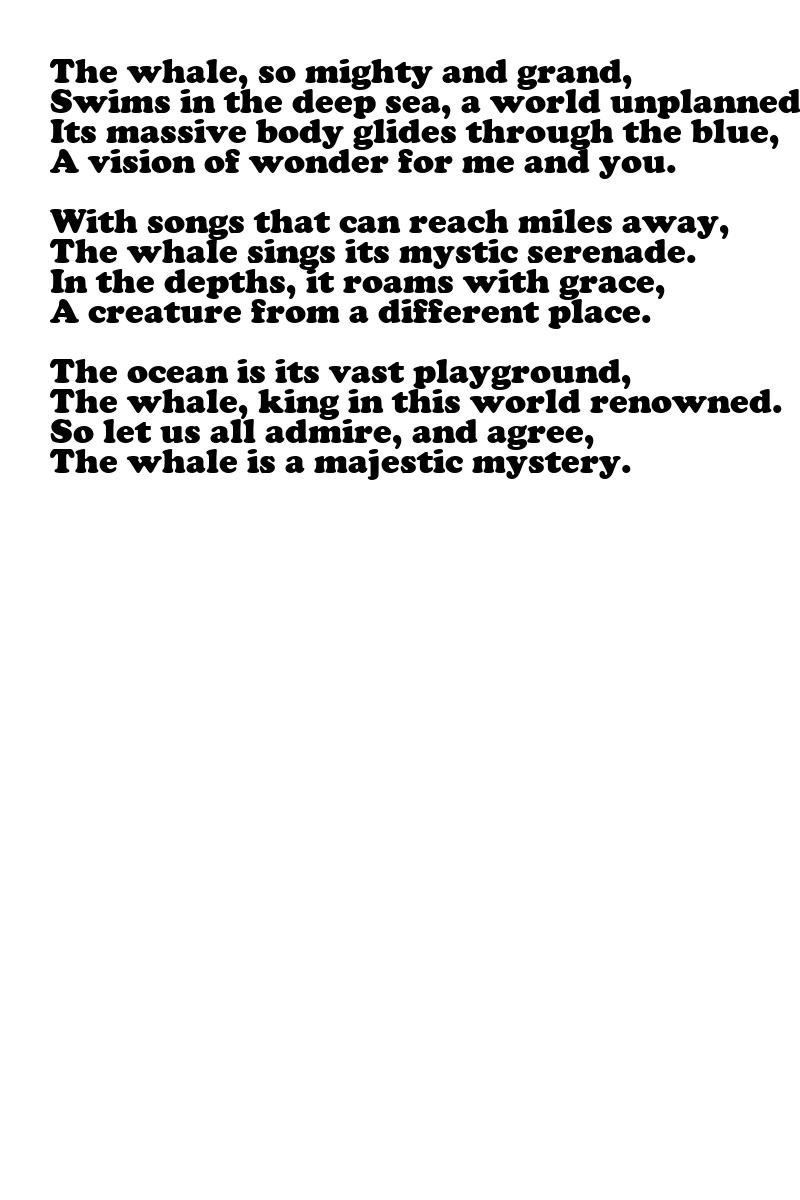 The whale, so mighty and grand,
Swims in the deep sea, a world unplanned
Its massive body glides through the blue,
A vision of wonder for me and you.

With songs that can reach miles away,
The whale sings its mystic serenade.
In the depths, it roams with grace,
A creature from a different place.

The ocean is its vast playground,
The whale, king in this world renowned.
So let us all admire, and agree,
The whale is a majestic mystery.